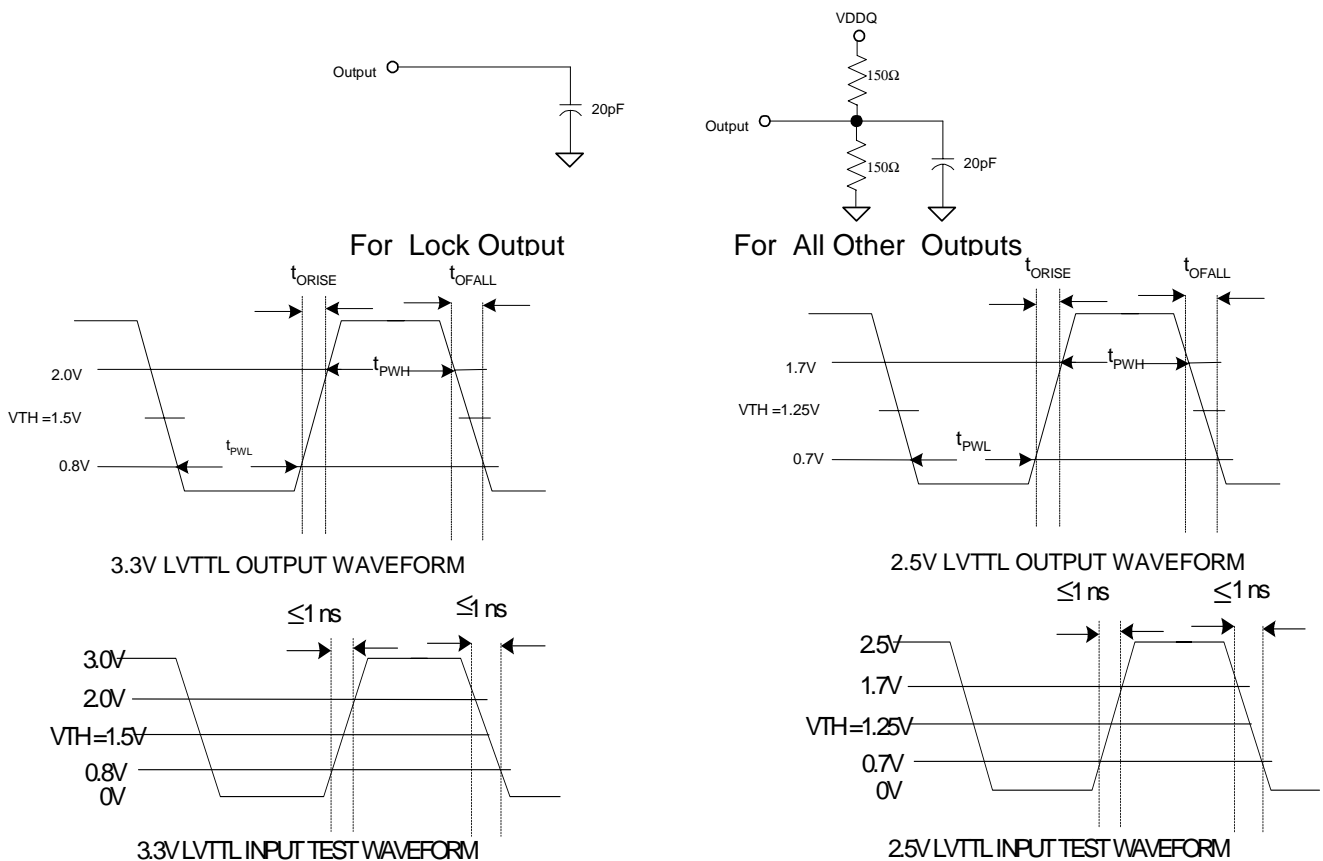 VDDQ
150Ω
Output
20pF
Output
150Ω
20pF
For Lock Output
For All Other Outputs
tORISE
tOFALL
2.0V
tPWH
VTH =1.5V
tPWL
0.8V
3.3V LVTTL OUTPUT WAVEFORM
tORISE
tOFALL
1.7V
tPWH
VTH =1.25V
tPWL
0.7V
2.5V LVTTL OUTPUT WAVEFORM
≤1 ns
≤1 ns
3.0V
2.0V
VTH=1.5V
0.8V
0V
3.3V LVTTL INPUT TEST WAVEFORM
≤1 ns
≤1 ns
2.5V
1.7V
VTH=1.25V
0.7V
0V
2.5V LVTTL INPUT TEST WAVEFORM